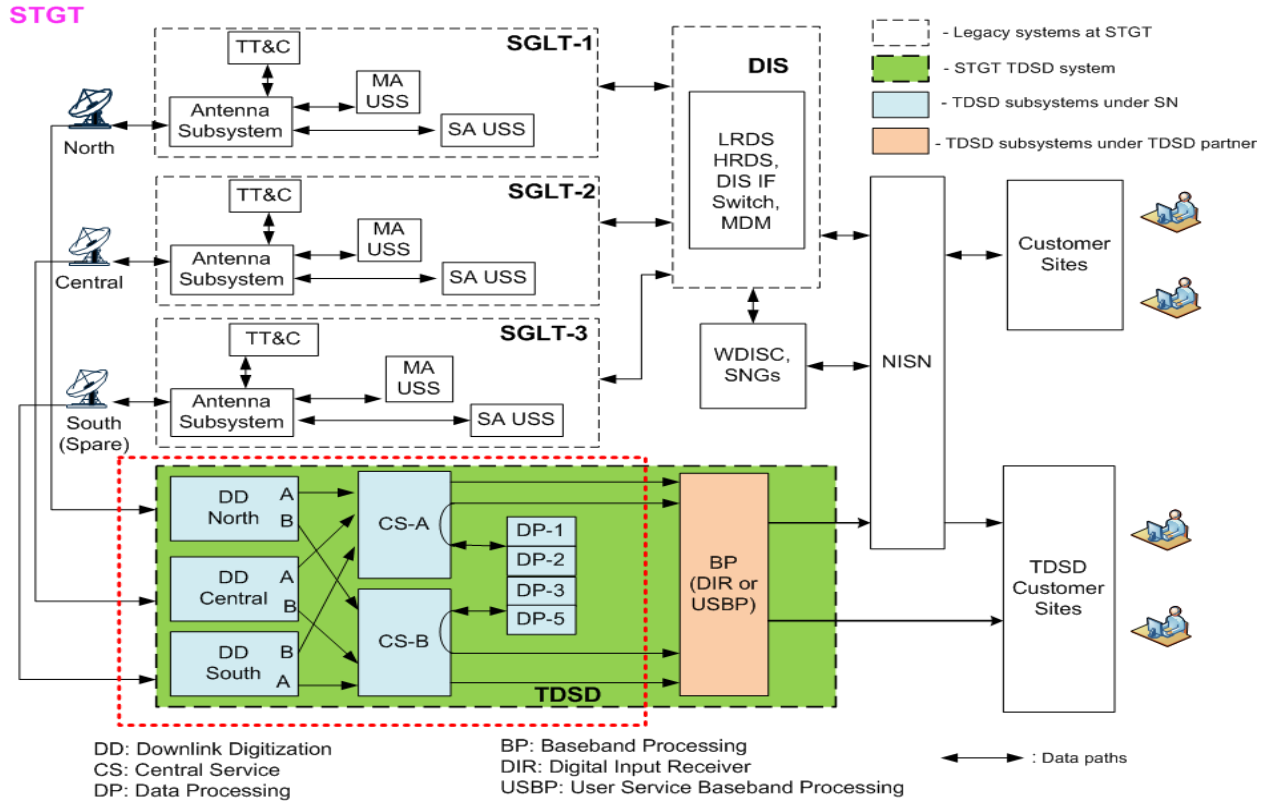 STGT
SGLT-1
TT&C
MA
USS
Antenna
Subsystem
SA USS
North
SGLT-2
TT&C
MA
USS
Antenna
Subsystem
SA USS
Central
SGLT-3
TT&C
MA
USS
Antenna
Subsystem
SA USS
South
(Spare)
DIS
LRDS
HRDS,
DIS IF
Switch,
MDM
WDISC,
SNGs
NISN
- Legacy systems at STGT
- STGT TDSD system
- TDSD subsystems under SN
- TDSD subsystems under TDSD partner
Customer
Sites
TDSD
Customer
Sites
DD
North
A
B
DD
Central
A
B
DD
South
B
A
CS-A
CS-B
DP-1
DP-2
DP-3
DP-5
BP
(DIR or
USBP)
TDSD
DD: Downlink Digitization
CS: Central Service
DP: Data Processing
BP: Baseband Processing
DIR: Digital Input Receiver
USBP: User Service Baseband Processing
: Data paths